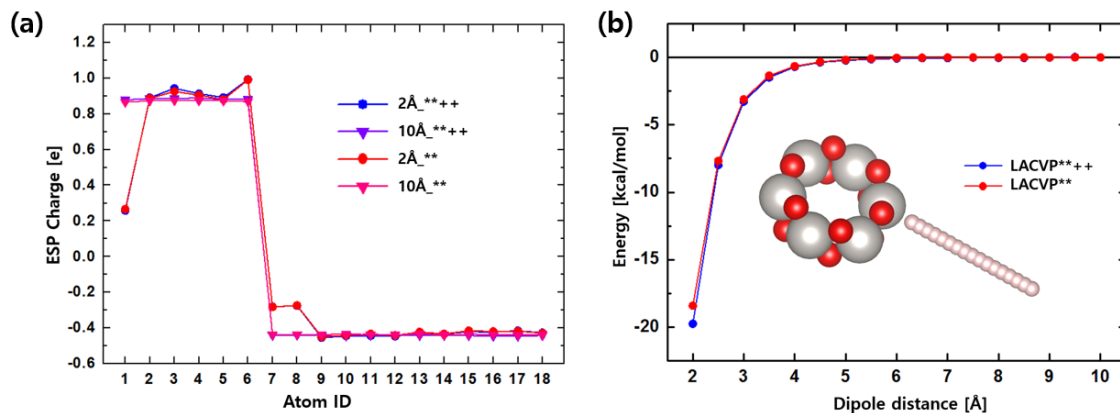 (a)
1.2
1.0
0.8
0.6
0.4
0.2
0.0
-0.2
-0.4
-0.6
ESP Charge [e]
2Å_**++
10Å_**++
2Å_**
10Å_**
1 2 3 4 5 6 7 8 9 10 11 12 13 14 15 16 17 18
Atom ID
(b)
0
-5
-10
-15
-20
Energy [kcal/mol]
LACVP**++
LACVP**
2 3 4 5 6 7 8 9 10
Dipole distance [Å]